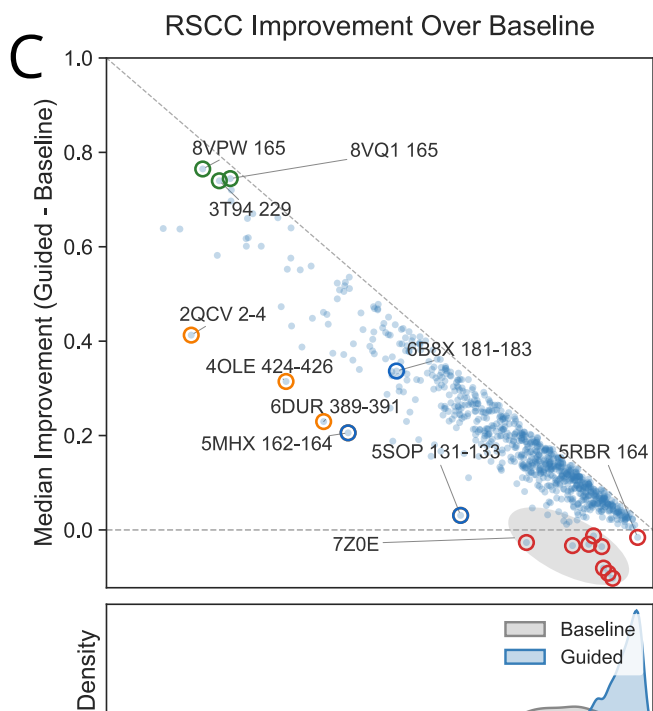 RSCC Improvement Over Baseline
C
Median Improvement (Guided - Baseline)
1.0
0.8
0.6
0.4
0.2
0.0
8VPW 165
8VQ1 165
3T94 229
2QCV 2-4
6B8X 181-183
4OLE 424-426
6DUR 389-391
5MHX 162-164
5SOP 131-133
5RBR 164
7Z0E
Density
Baseline
Guided